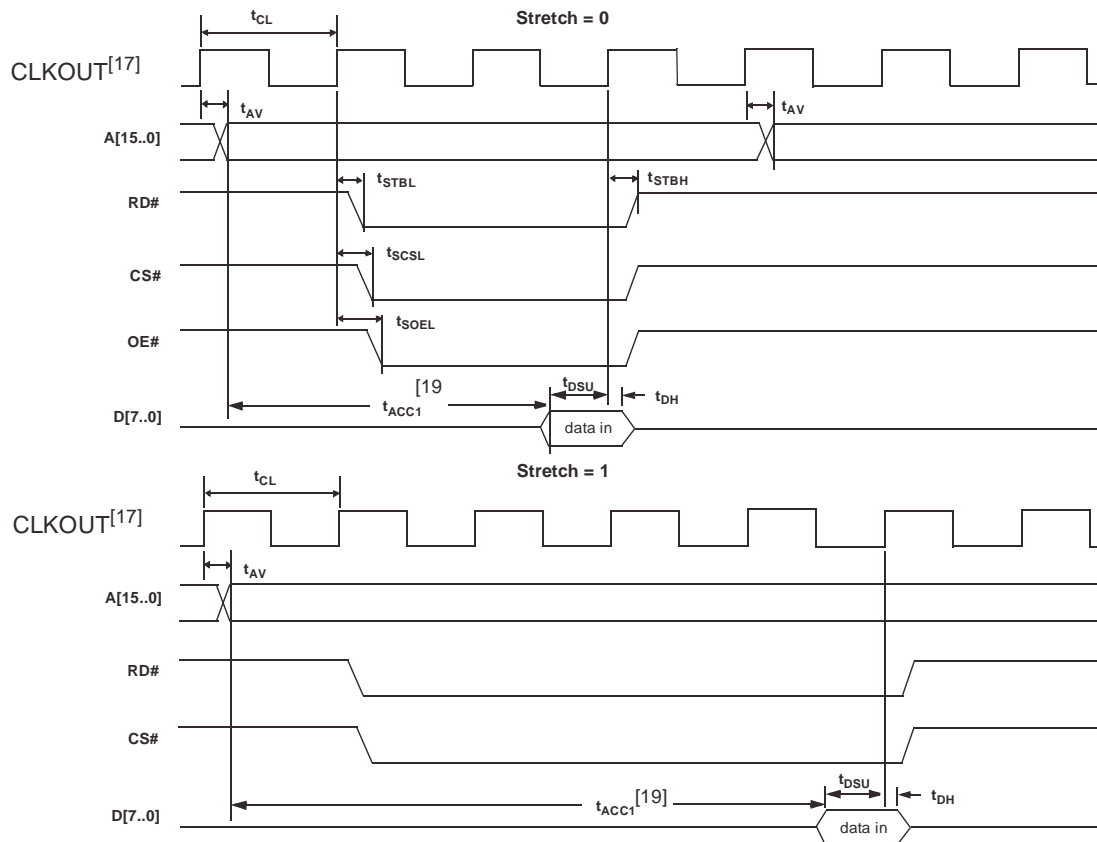 Stretch = 0
tCL
CLKOUT[17]
tAV
tAV
A[15..0]
tSTBL
tSTBH
RD#
tSCSL
CS#
tSOEL
OE#
[19
tDSU
tACC1
tDH
D[7..0]
data in
Stretch = 1
tCL
CLKOUT[17]
tAV
A[15..0]
RD#
CS#
tDSU
tACC1[19]
tDH
D[7..0]
data in